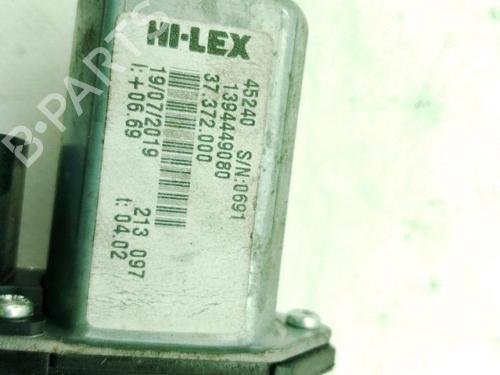 HI-LEX
45240 S/N:0691
1394449080
37.372.000
19/07/2019 213 097
I:+06.69 I:04.02
B-PARTS